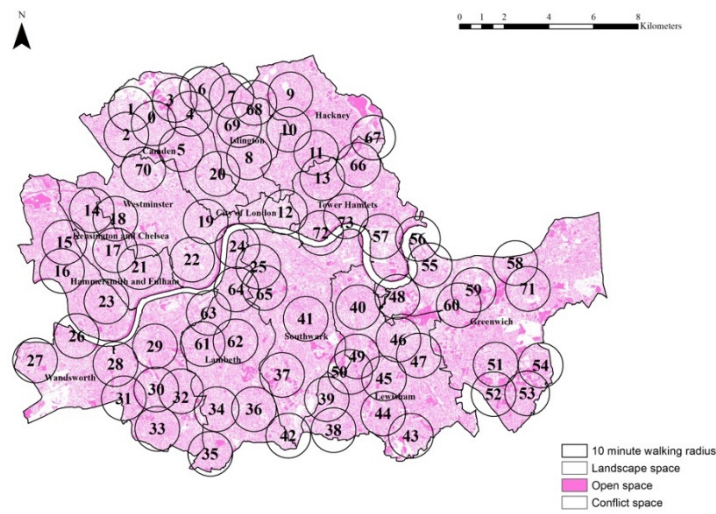 N
0 1 2 4 6 8
Kilometers
6
3 7 9
1 68
0 4 Hackney
2 69 10 67
Islington
Camden 5 8 11 66
70 20 13
14 Westminster 12 Tower Hamlets
18 19 City of London 73
15 Kensington and Chelsea 72 57 56
17 24
16 21 22 25 55 58
Hammersmith and Fulham
64 65 48 59 71
23 40 60
63 41 Greenwich
26 Southwark
61 62 46
29 Lambeth
27 28 49 47 51 54
Wandsworth 37 50 45
30 32 39 Lewisham 52 53
31 34 36 44
33 42 38 43
35
10 minute walking radius
Landscape space
Open space
Conflict space